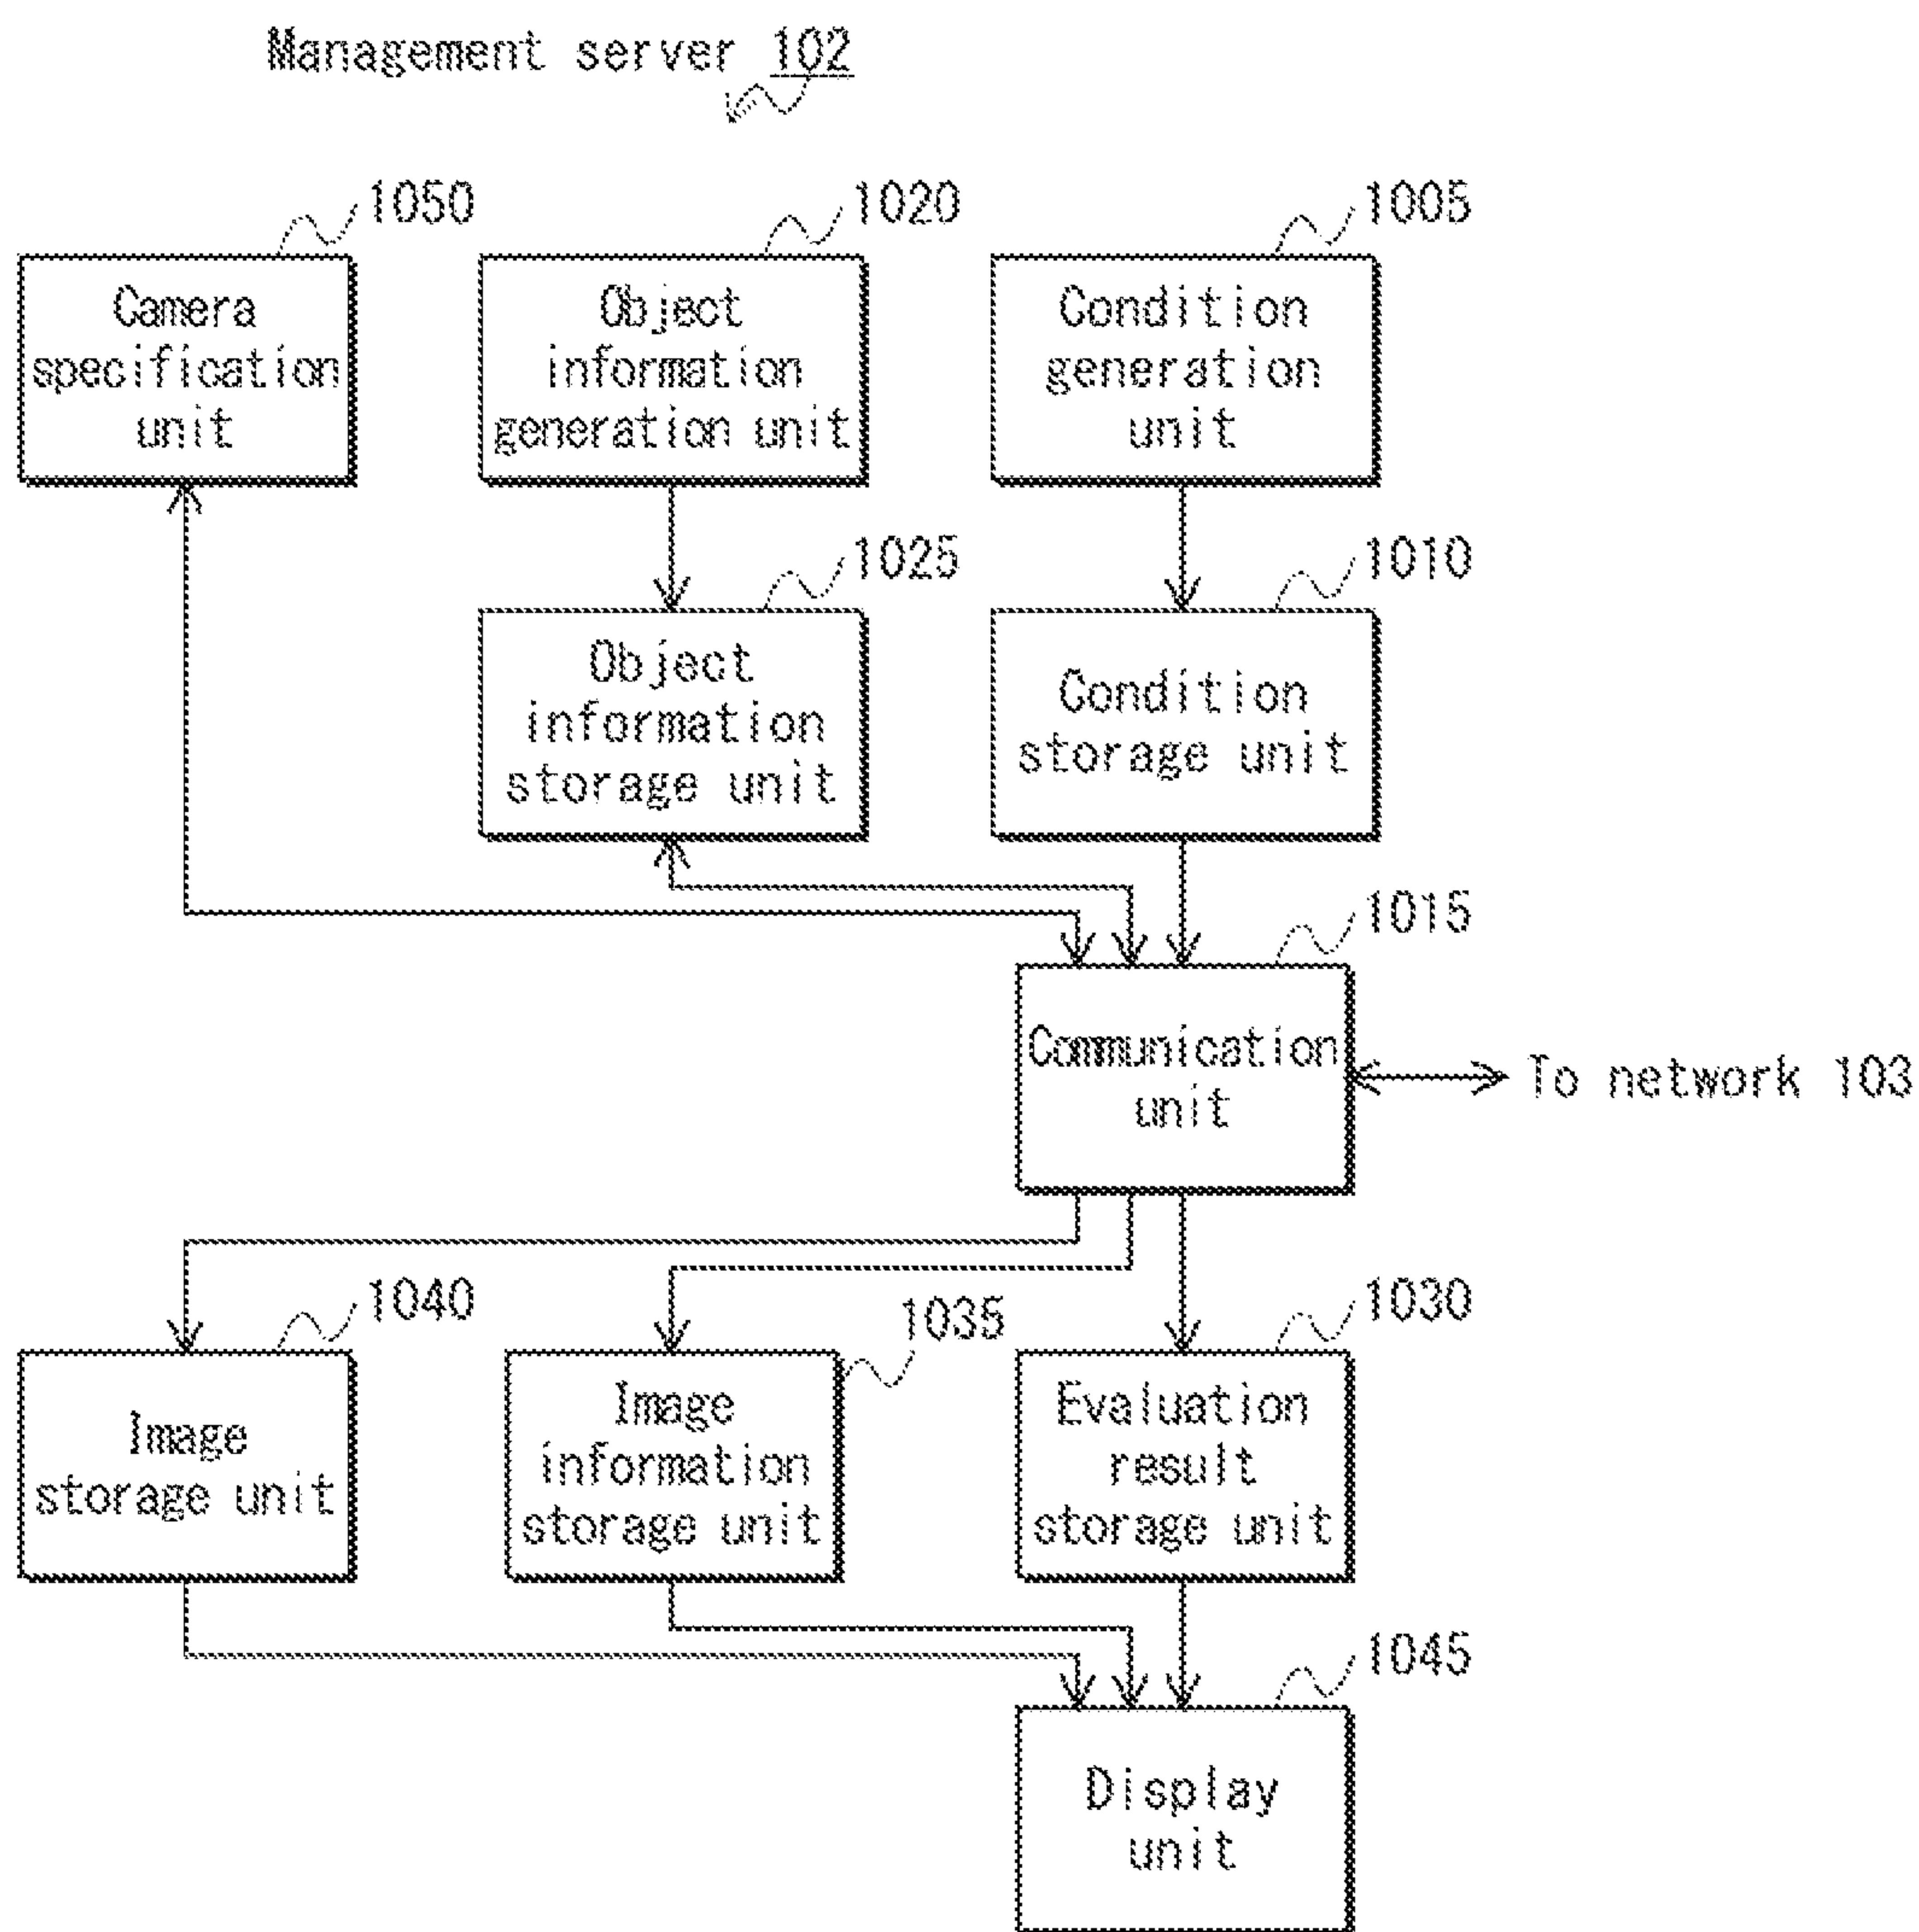 Management server 102
1050
1020
1005
Camera
specification
unit
Object
information
generation unit
Condition
generation
unit
1025
1010
Object
information
storage unit
Condition
storage unit
1015
Communication
unit
To network 103
1040
1035
1030
Image
storage unit
Image
information
storage unit
Evaluation
result
storage unit
1045
Display
unit